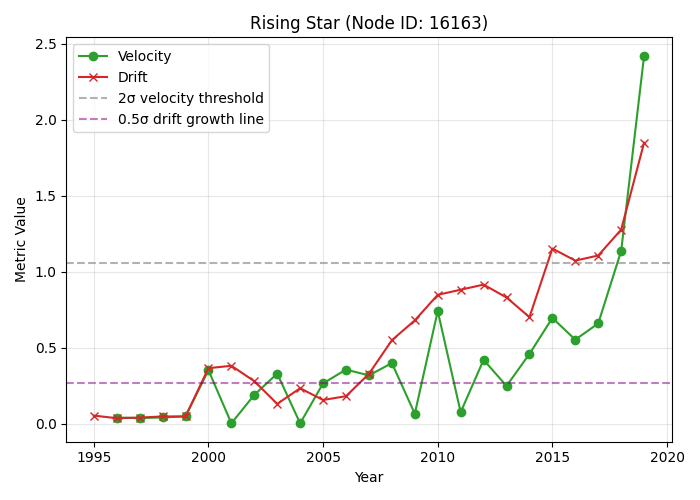 Rising Star (Node ID: 16163)
Velocity
Drift
2σ velocity threshold
0.5σ drift growth line
Metric Value
2.5
2.0
1.5
1.0
0.5
0.0
1995 2000 2005 2010 2015 2020
Year